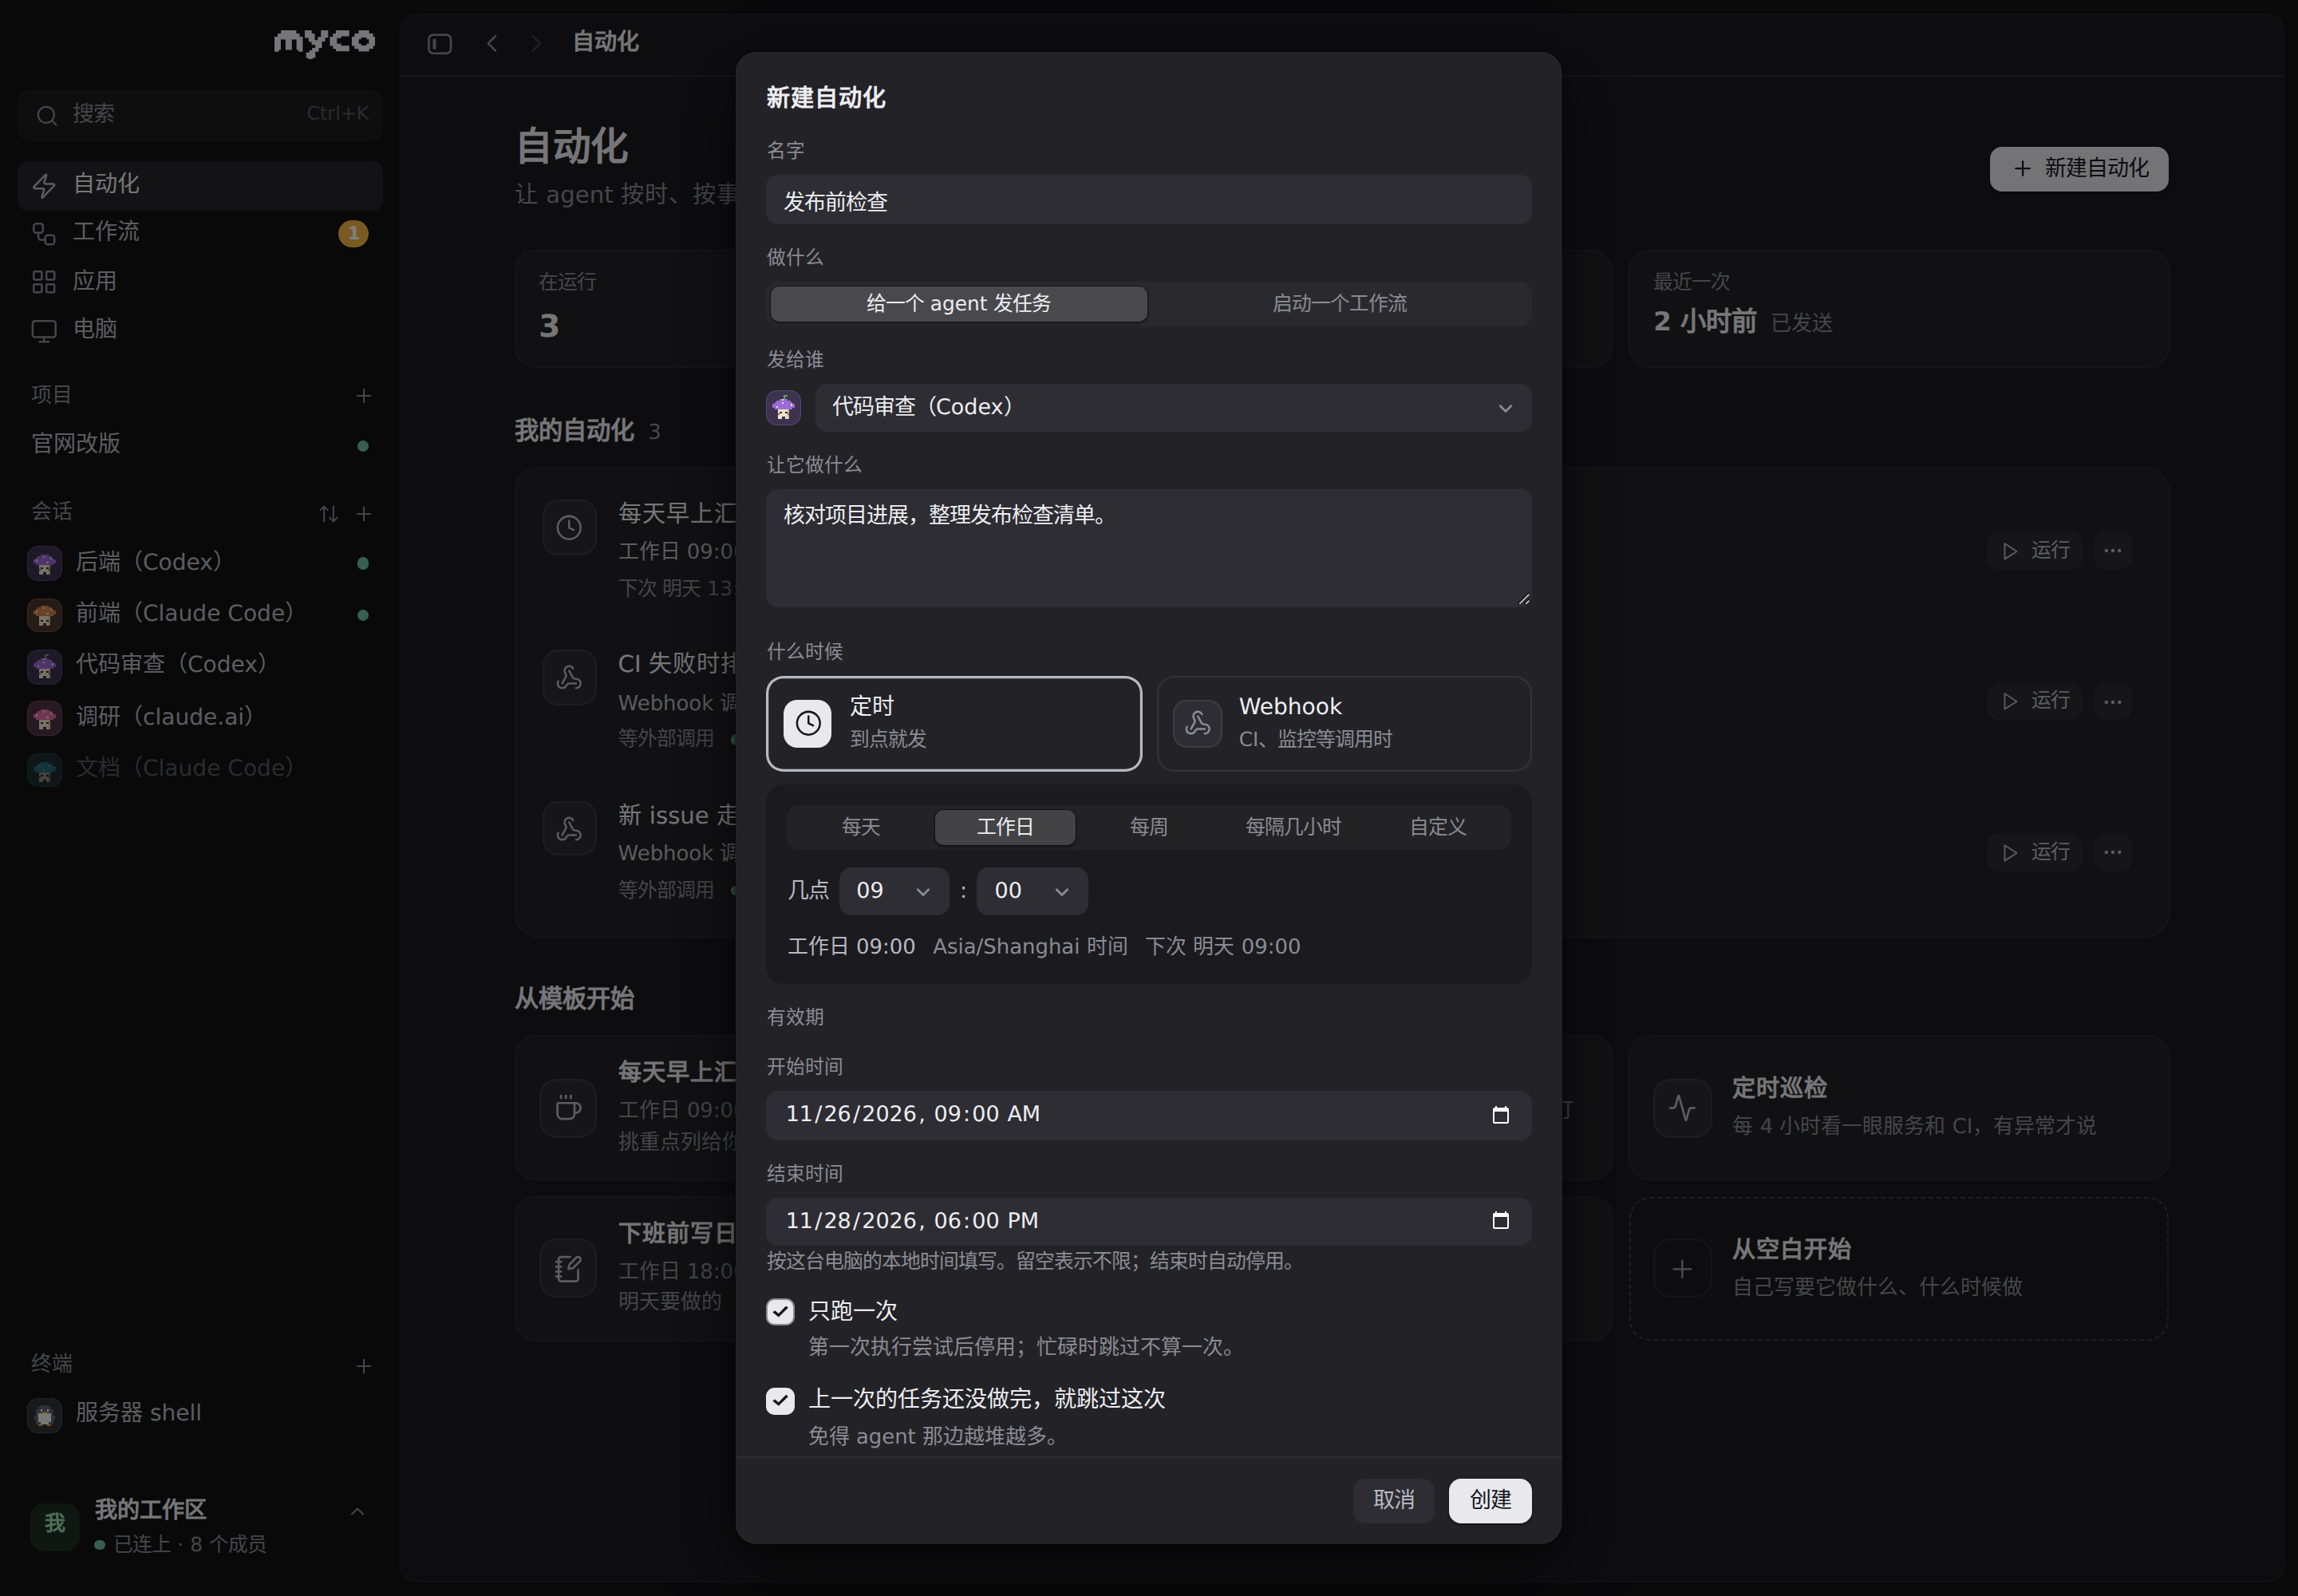 myco
搜索 Ctrl+K
自动化
工作流 1
应用
电脑
项目
官网改版
会话
后端（Codex）
前端（Claude Code）
代码审查（Codex）
调研（claude.ai）
文档（Claude Code）
终端
服务器 shell
我 我的工作区
已连上 · 8 个成员
自动化
自动化
让 agent 按时、按事
新建自动化
在运行
3
最近一次
2 小时前 已发送
我的自动化 3
每天早上汇
工作日 09:00
下次 明天 13:
运行
CI 失败时排
Webhook 调
等外部调用
运行
新 issue 走
Webhook 调
等外部调用
运行
从模板开始
每天早上汇
工作日 09:00
挑重点列给你
定时巡检
每 4 小时看一眼服务和 CI，有异常才说
下班前写日
工作日 18:00
明天要做的
从空白开始
自己写要它做什么、什么时候做
新建自动化
名字
发布前检查
做什么
给一个 agent 发任务 启动一个工作流
发给谁
代码审查（Codex）
让它做什么
核对项目进展，整理发布检查清单。
什么时候
定时
到点就发
Webhook
CI、监控等调用时
每天 工作日 每周 每隔几小时 自定义
几点 09 : 00
工作日 09:00 Asia/Shanghai 时间 下次 明天 09:00
有效期
开始时间
11/26/2026, 09:00 AM
结束时间
11/28/2026, 06:00 PM
按这台电脑的本地时间填写。留空表示不限；结束时自动停用。
只跑一次
第一次执行尝试后停用；忙碌时跳过不算一次。
上一次的任务还没做完，就跳过这次
免得 agent 那边越堆越多。
取消 创建